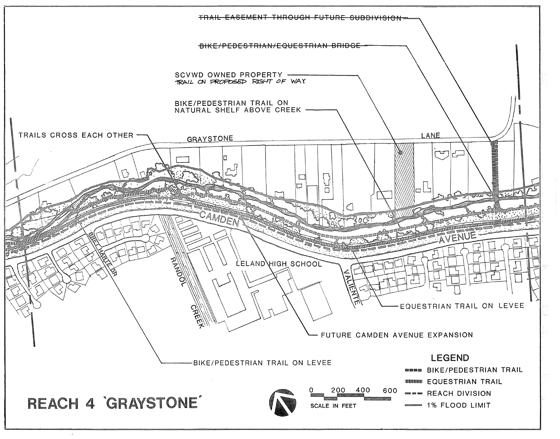 TRAIL EASEMENT THROUGH FUTURE SUBDIVISION
BIKE/PEDESTRIAN/EQUESTRIAN BRIDGE
SCVWD OWNED PROPERTY
TRAIL ON PROPOSED RIGHT OF WAY
BIKE/PEDESTRIAN TRAIL ON
NATURAL SHELF ABOVE CREEK
TRAILS CROSS EACH OTHER
GRAYSTONE LANE
CAMDEN AVENUE
RANDOL CREEK
LELAND HIGH SCHOOL
VALIENTE
EQUESTRIAN TRAIL ON LEVEE
FUTURE CAMDEN AVENUE EXPANSION
BIKE/PEDESTRIAN TRAIL ON LEVEE
REACH 4 'GRAYSTONE'
0 200 400 600
SCALE IN FEET
LEGEND
BIKE/PEDESTRIAN TRAIL
EQUESTRIAN TRAIL
REACH DIVISION
1% FLOOD LIMIT